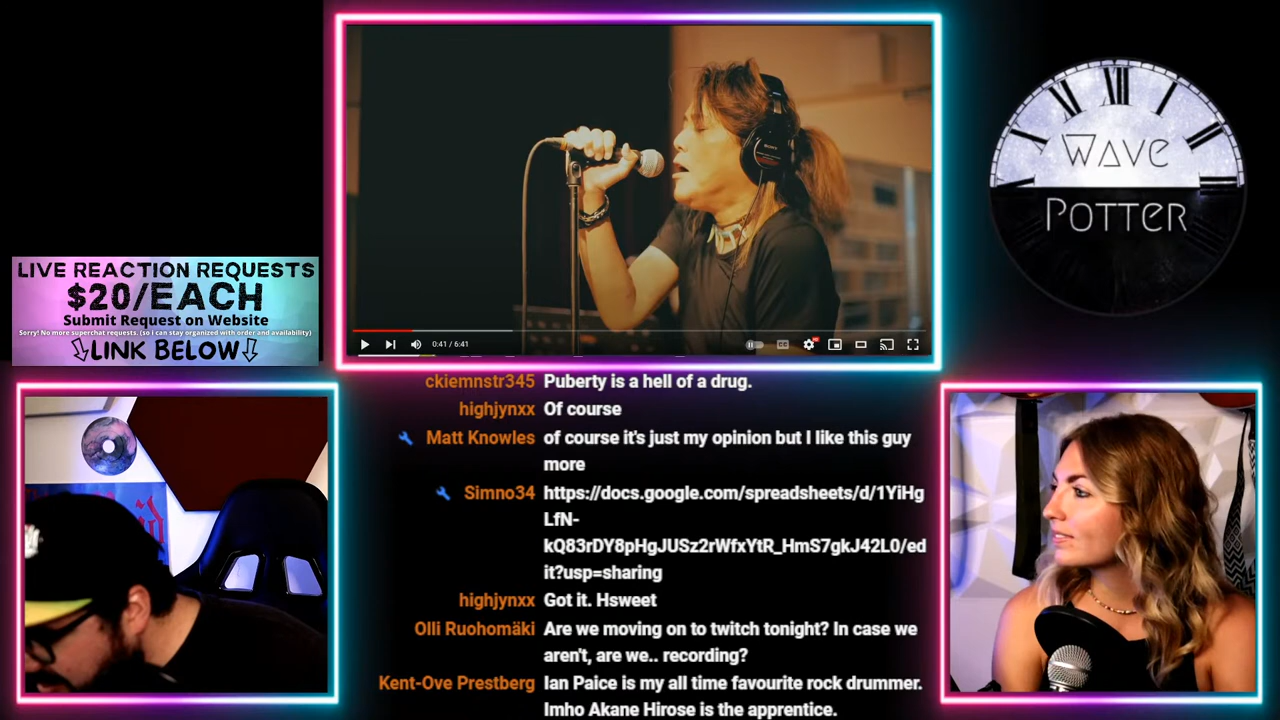 WAVE
POTTER
LIVE REACTION REQUESTS
$20/EACH
Submit Request on Website
Sorry! No more superchat requests. (so i can stay organized with order and availability)
LINK BELOW
SONY
0:41 / 6:41
ckiemnstr345 Puberty is a hell of a drug.
highjynxx Of course
Matt Knowles of course it's just my opinion but I like this guy
more
Simno34 https://docs.google.com/spreadsheets/d/1YiHg
LfN-
kQ83rDY8pHgJUSz2rWfxYtR_HmS7gkJ42L0/ed
it?usp=sharing
highjynxx Got it. Hsweet
Olli Ruohomäki Are we moving on to twitch tonight? In case we
aren't, are we.. recording?
Kent-Ove Prestberg Ian Paice is my all time favourite rock drummer.
Imho Akane Hirose is the apprentice.